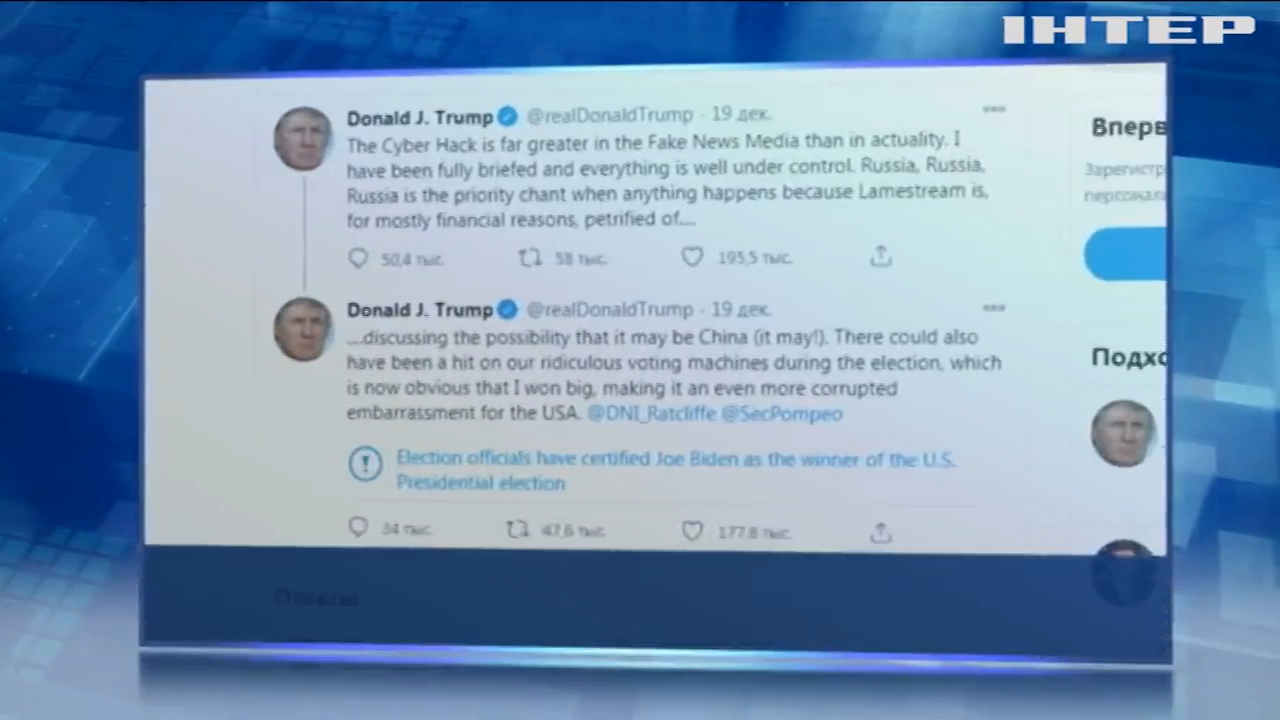 ІНТЕР
Donald J. Trump @realDonaldTrump · 19 дек.
The Cyber Hack is far greater in the Fake News Media than in actuality. I
have been fully briefed and everything is well under control. Russia, Russia,
Russia is the priority chant when anything happens because Lamestream is,
for mostly financial reasons, petrified of....
50,4 тыс. 58 тыс. 195,5 тыс.
Donald J. Trump @realDonaldTrump · 19 дек.
....discussing the possibility that it may be China (it may!). There could also
have been a hit on our ridiculous voting machines during the election, which
is now obvious that I won big, making it an even more corrupted
embarrassment for the USA. @DNI_Ratcliffe @SecPompeo
Election officials have certified Joe Biden as the winner of the U.S.
Presidential election
34 тыс. 47,6 тыс. 177,8 тыс.
Ответы
Вперв
Зарегистр
персонал
Подхо